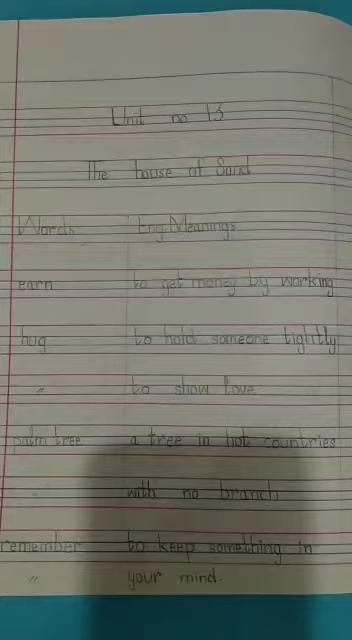 Unit no 13
The house of Sand
Words Eng.Meanings
earn to get money by working
hug to hold someone tightly
" to show love
palm tree a tree in hot countries
" with no branch
remember to keep something in
" your mind.